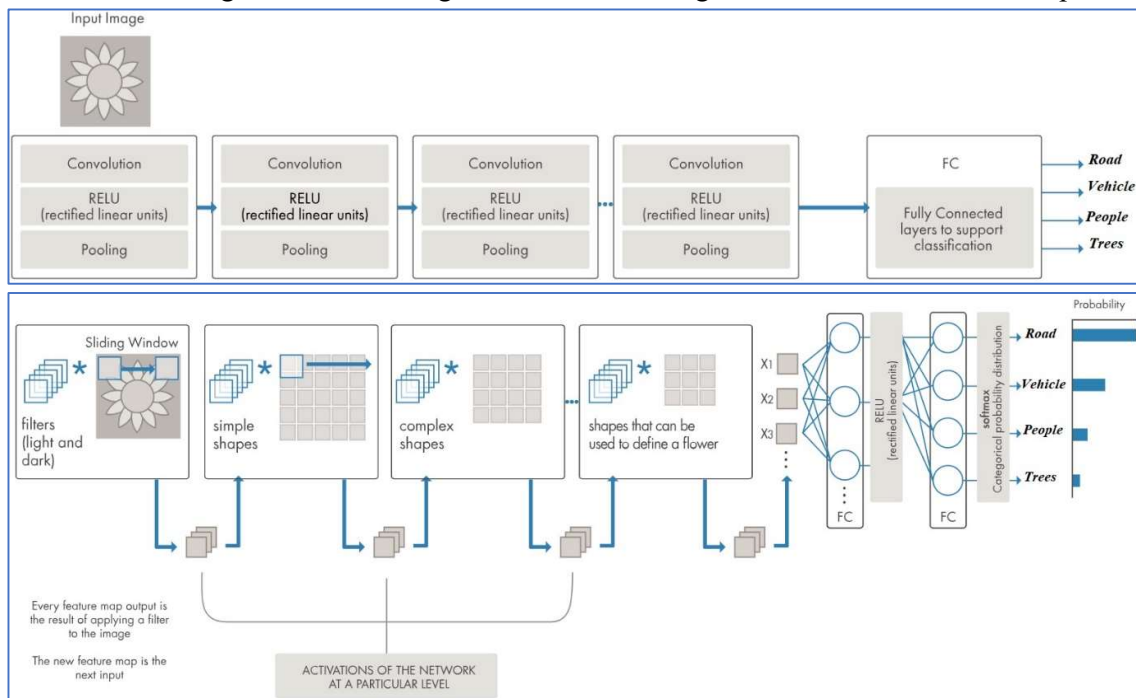 Input Image
Convolution
RELU
(rectified linear units)
Pooling
Convolution
RELU
(rectified linear units)
Pooling
Convolution
RELU
(rectified linear units)
Pooling
Convolution
RELU
(rectified linear units)
Pooling
FC
Fully Connected
layers to support
classification
Road
Vehicle
People
Trees
Sliding Window
filters
(light and
dark)
simple
shapes
complex
shapes
shapes that can be
used to define a flower
X1
X2
X3
FC
RELU
(rectified linear units)
FC
softmax
Categorical probability distribution
Probability
Road
Vehicle
People
Trees
Every feature map output is
the result of applying a filter
to the image
The new feature map is the
next input
ACTIVATIONS OF THE NETWORK
AT A PARTICULAR LEVEL